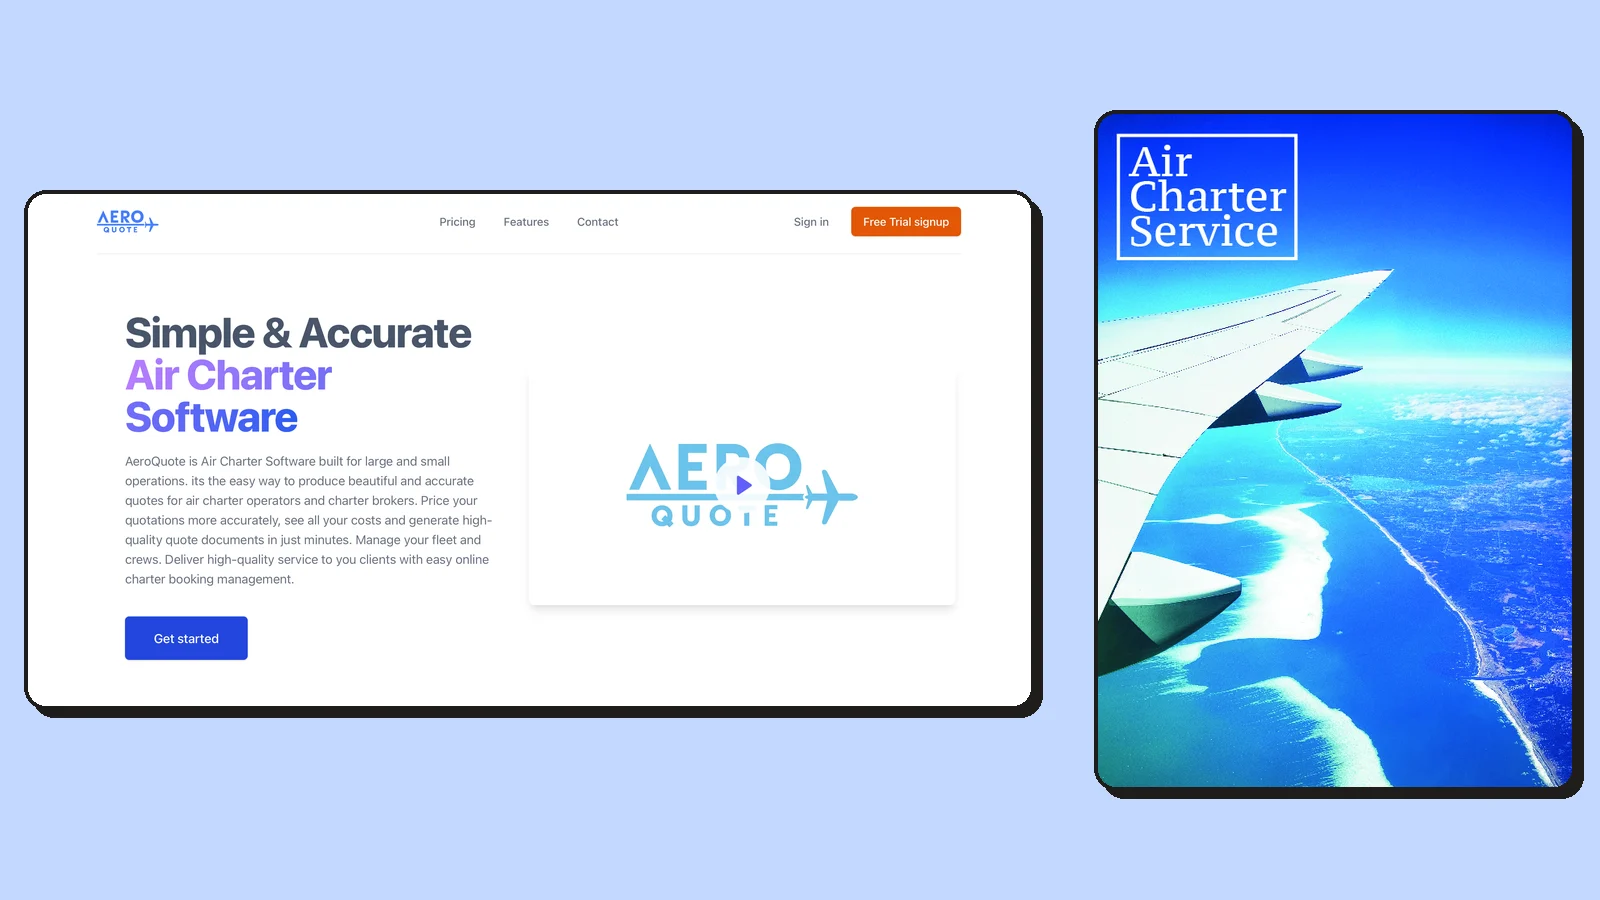 AERO
QUOTE
Pricing
Features
Contact
Sign in
Free Trial signup
Simple & Accurate
Air Charter
Software
AeroQuote is Air Charter Software built for large and small
operations. its the easy way to produce beautiful and accurate
quotes for air charter operators and charter brokers. Price your
quotations more accurately, see all your costs and generate high-
quality quote documents in just minutes. Manage your fleet and
crews. Deliver high-quality service to you clients with easy online
charter booking management.
Get started
AERO
QUOTE
Air
Charter
Service